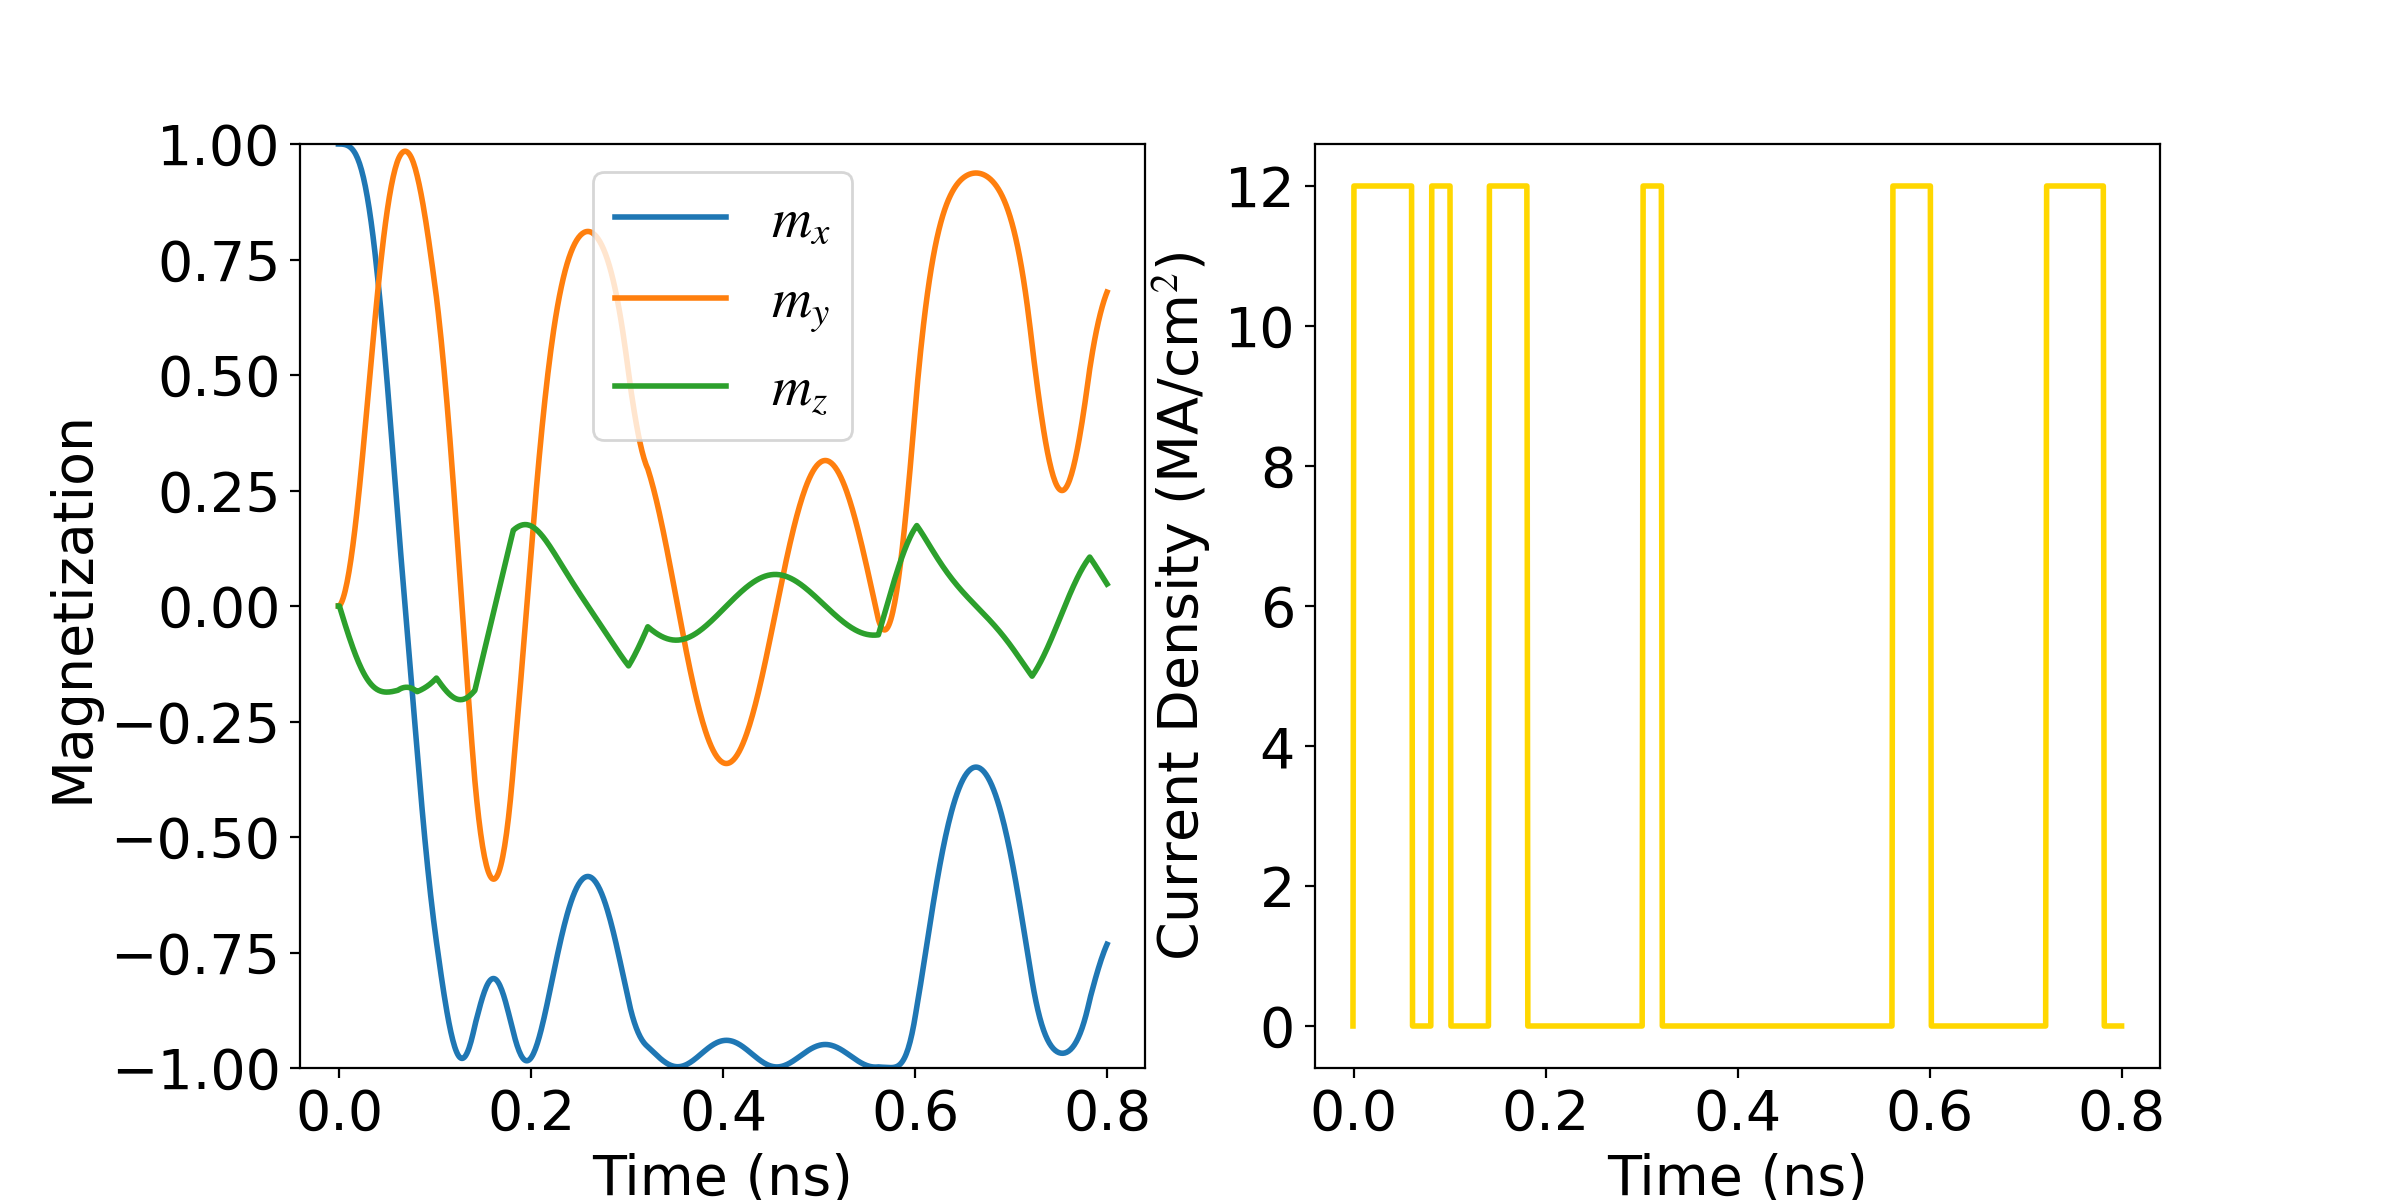 1.00
0.75
0.50
0.25
0.00
−0.25
−0.50
−0.75
−1.00
Magnetization
0.0 0.2 0.4 0.6 0.8
Time (ns)
m_x
m_y
m_z
12
10
8
6
4
2
0
Current Density (MA/cm²)
0.0 0.2 0.4 0.6 0.8
Time (ns)